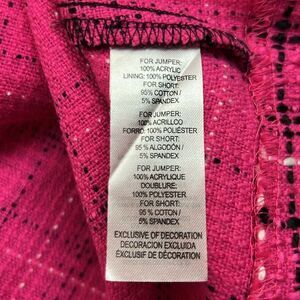 FOR JUMPER:
100% ACRYLIC
LINING: 100% POLYESTER
FOR SHORT:
95% COTTON /
5% SPANDEX
FOR JUMPER:
100% ACRILLCO
FORRO: 100% POLIÉSTER
FOR SHORT:
95% ALGODÓN /
5% SPANDEX
FOR JUMPER:
100% ACRYLIQUE
DOUBLURE:
100% POLYESTER
FOR SHORT:
95 % COTON /
5% SPANDEX
EXCLUSIVE OF DECORATION
DECORACION EXCLUIDA
EXCLUSIF DE DÉCORATION